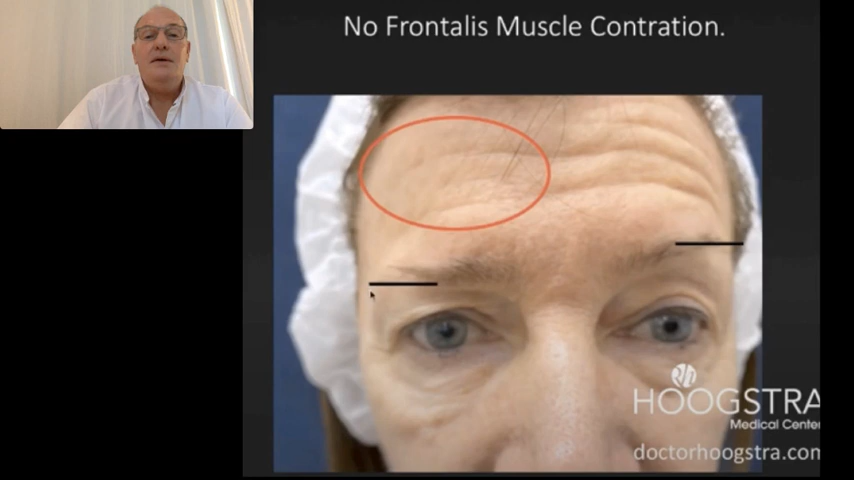 No Frontalis Muscle Contration.
HOOGSTRA
Medical Center
doctorhoogstra.com